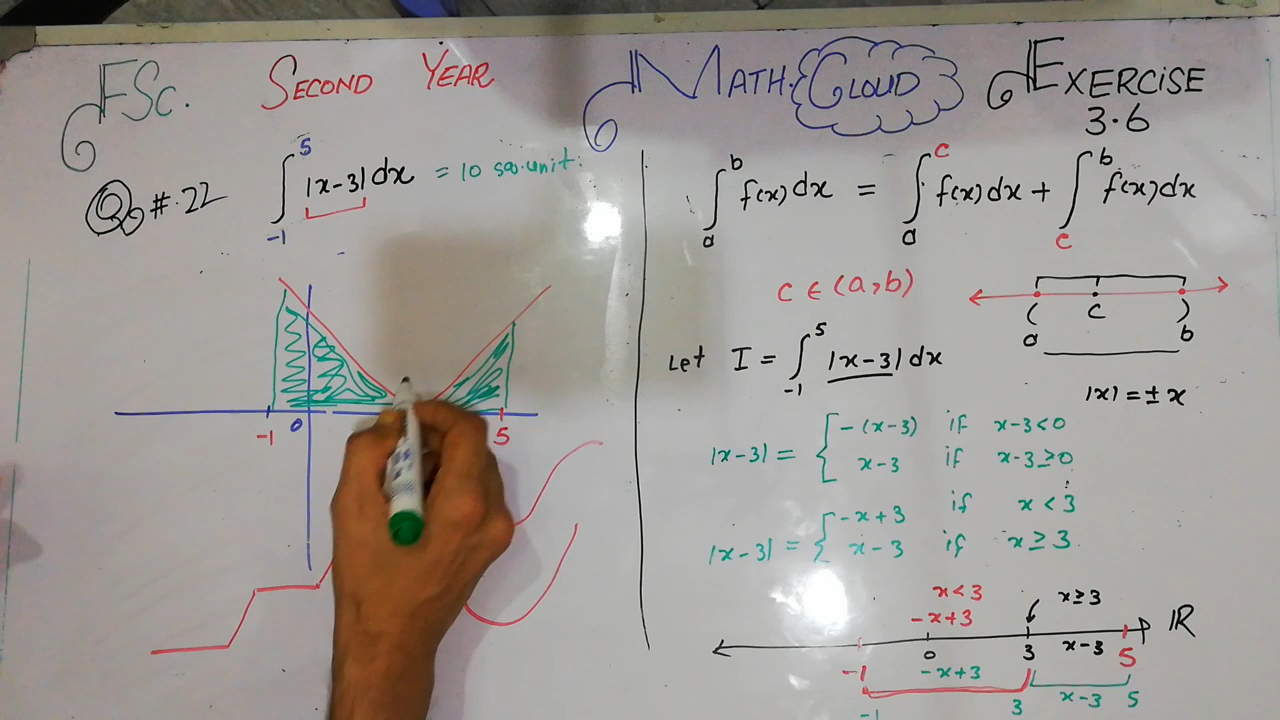 FSc. SECOND YEAR MATH CLOUD EXERCISE 3.6
Q #.22 ∫_{-1}^{5} |x-3| dx = 10 sq.unit.
-1 0 5
∫_a^b f(x) dx = ∫_a^c f(x) dx + ∫_c^b f(x) dx
c ∈ (a,b)
( c )
a b
Let I = ∫_{-1}^{5} |x-3| dx
|x| = ± x
|x-3| = { -(x-3) if x-3<0
x-3 if x-3≥0
|x-3| = { -x+3 if x<3
x-3 if x≥3
x<3 x≥3
-x+3
IR
-1 0 3 x-3 5
-x+3
-1 3 x-3 5